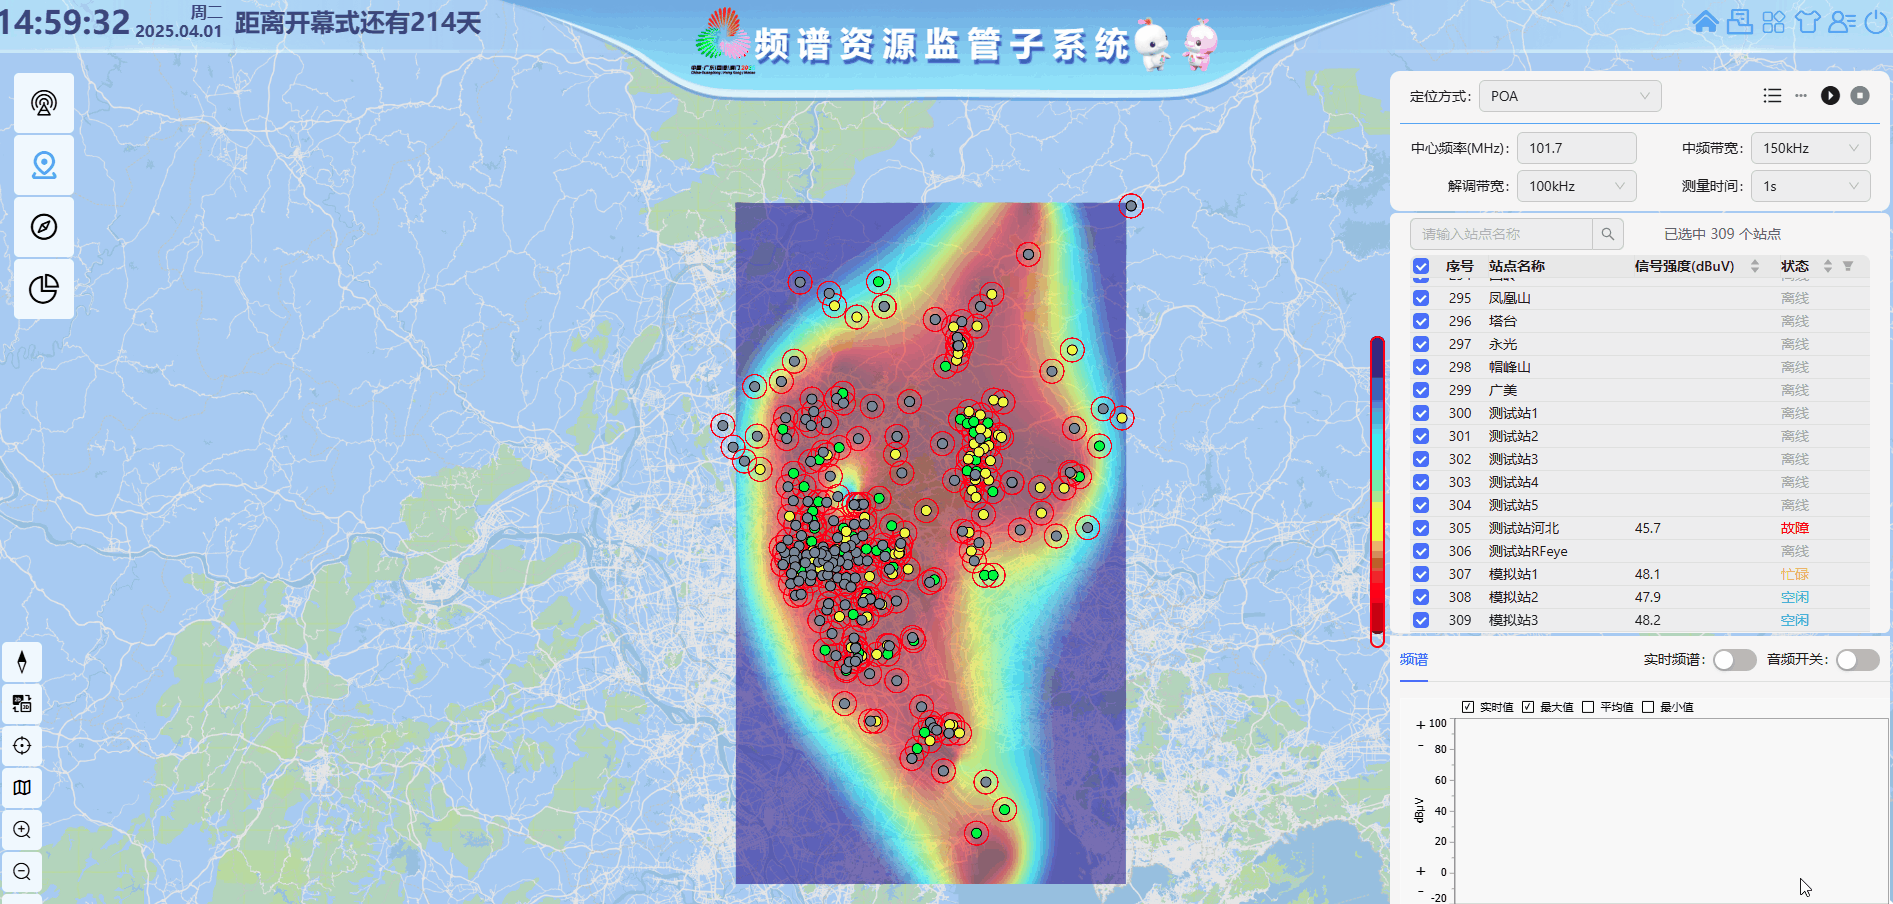 14:59:32
周二
2025.04.01
距离开幕式还有214天
频谱资源监管子系统
定位方式: POA
中心频率(MHz): 101.7
中频带宽: 150kHz
解调带宽: 100kHz
测量时间: 1s
请输入站点名称
已选中 309 个站点
序号 站点名称 信号强度(dBuV) 状态
295 凤凰山 离线
296 塔台 离线
297 永光 离线
298 帽峰山 离线
299 广美 离线
300 测试站1 离线
301 测试站2 离线
302 测试站3 离线
303 测试站4 离线
304 测试站5 离线
305 测试站河北 45.7 故障
306 测试站RFeye 离线
307 模拟站1 48.1 忙碌
308 模拟站2 47.9 空闲
309 模拟站3 48.2 空闲
频谱
实时频谱: 音频开关:
实时值 最大值 平均值 最小值
+ 100
- 80
60
40
dBμV
20
+ 0
- -20